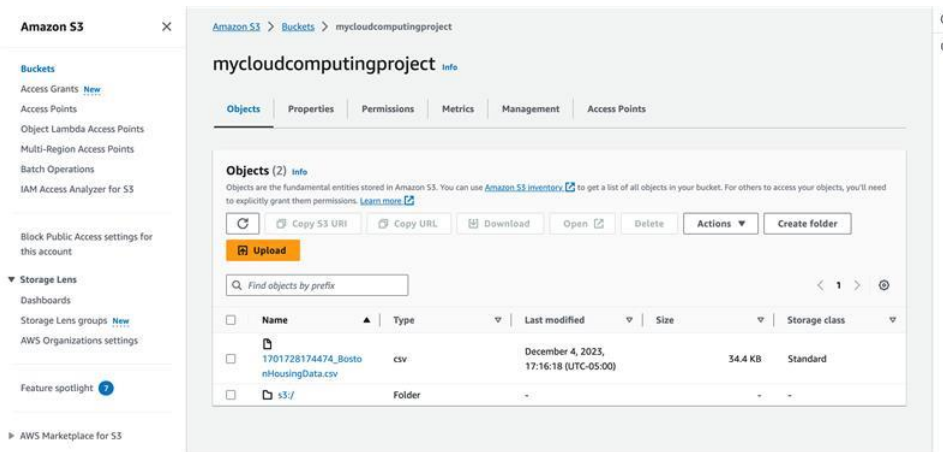 Amazon S3
Buckets
Access Grants New
Access Points
Object Lambda Access Points
Multi-Region Access Points
Batch Operations
IAM Access Analyzer for S3
Block Public Access settings for
this account
Storage Lens
Dashboards
Storage Lens groups New
AWS Organizations settings
Feature spotlight 7
AWS Marketplace for S3
Amazon S3 > Buckets > mycloudcomputingproject
mycloudcomputingproject Info
Objects Properties Permissions Metrics Management Access Points
Objects (2) Info
Objects are the fundamental entities stored in Amazon S3. You can use Amazon S3 inventory to get a list of all objects in your bucket. For others to access your objects, you'll need
to explicitly grant them permissions. Learn more
Copy S3 URI Copy URL Download Open Delete Actions Create folder
Upload
Find objects by prefix
< 1 >
Name Type Last modified Size Storage class
1701728174474_Bosto
nHousingData.csv
csv
December 4, 2023,
17:16:18 (UTC-05:00)
34.4 KB
Standard
s3:/ Folder - - -